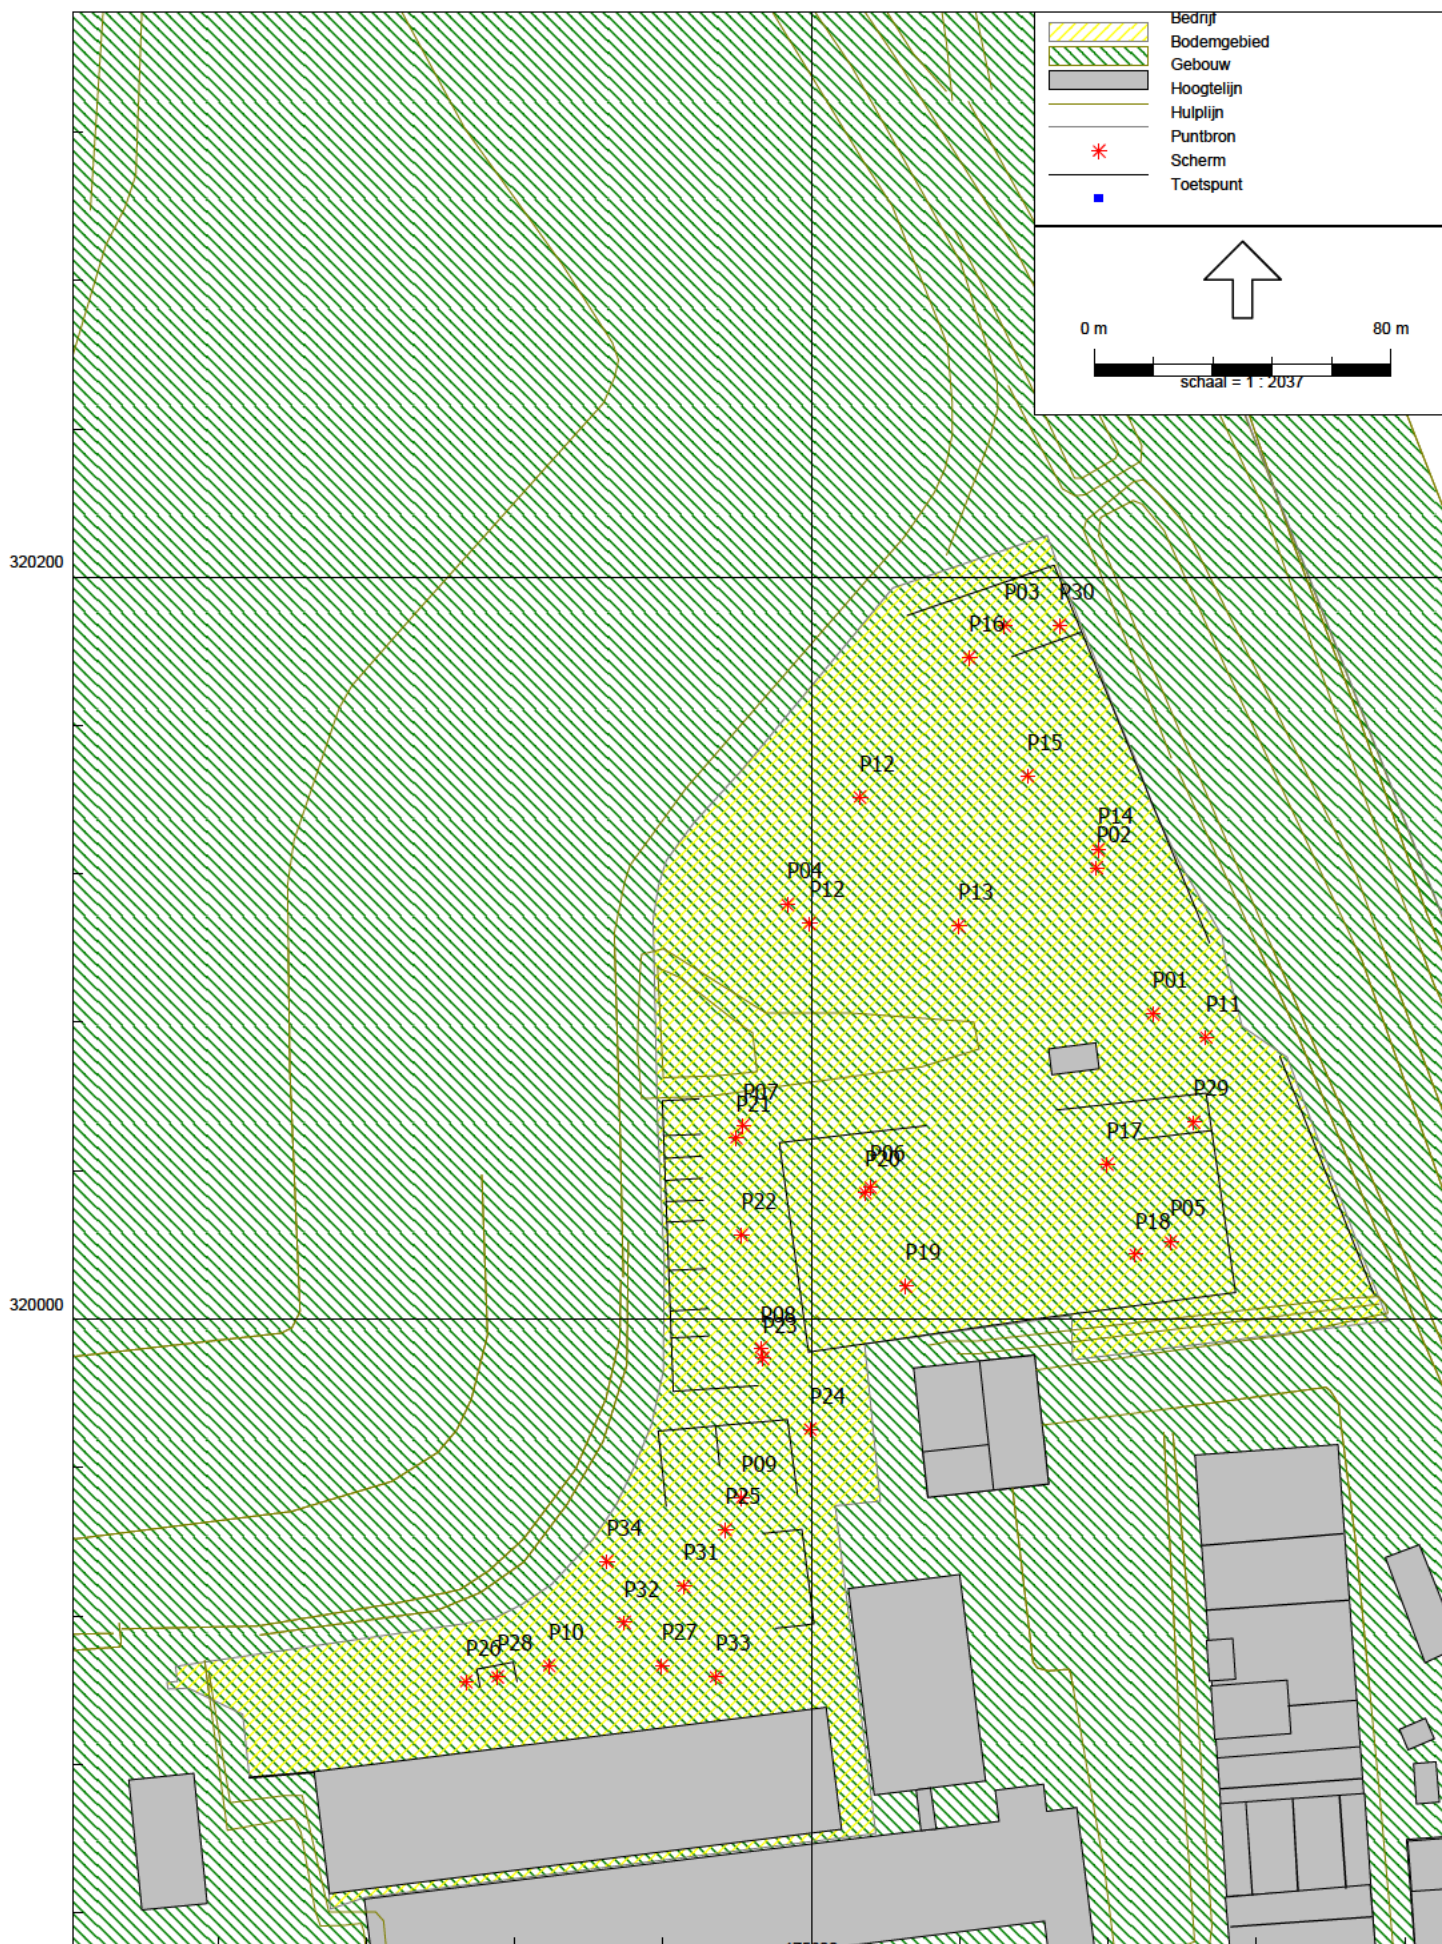 Bedrijf
Bodemgebied
Gebouw
Hoogtelijn
Hulplijn
Puntbron
Scherm
Toetspunt
0 m 80 m
schaal = 1 : 2037
320200
P03 P30
P16
P15
P12
P14
P02
P04
P12 P13
P01
P11
P07
P21
P29
P17
P06
P20
P22
P18 P05
P19
320000
P08
P23
P24
P09
P25
P34
P31
P32
P26 P28 P10 P27 P33